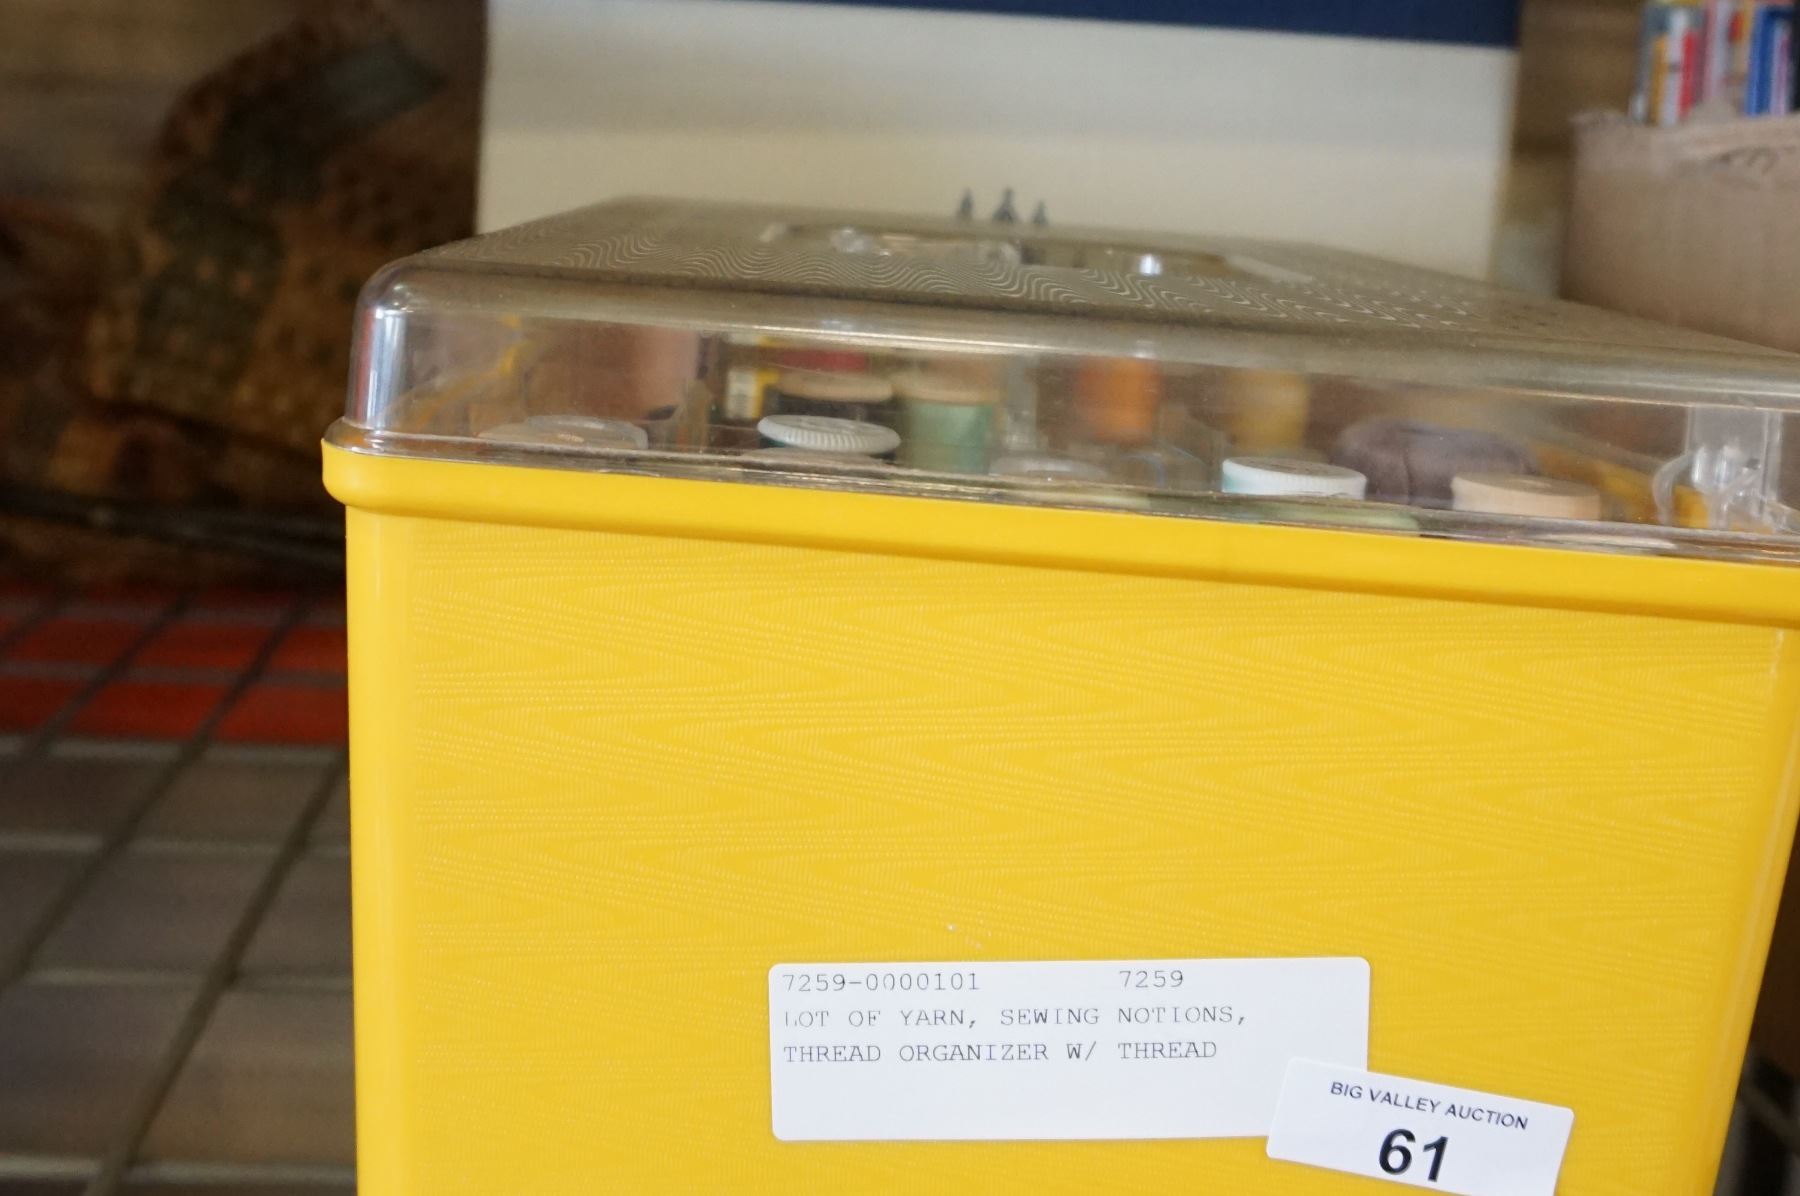 7259-0000101 7259
LOT OF YARN, SEWING NOTIONS,
THREAD ORGANIZER W/ THREAD
BIG VALLEY AUCTION
61